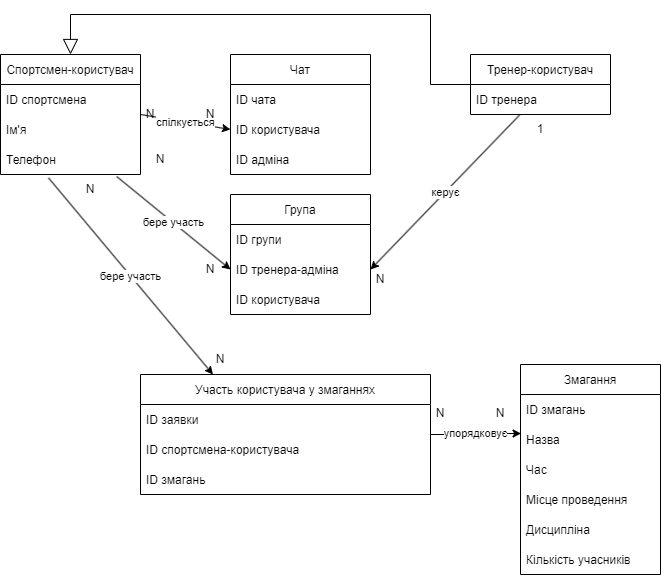 Спортсмен-користувач
ID спортсмена
Ім'я
Телефон
Чат
ID чата
ID користувача
ID адміна
Тренер-користувач
ID тренера
N
спілкується
N
N
N
1
керує
N
бере участь
N
Група
ID групи
ID тренера-адміна
ID користувача
бере участь
N
Участь користувача у змаганнях
ID заявки
ID спортсмена-користувача
ID змагань
N
упорядковує
N
Змагання
ID змагань
Назва
Час
Місце проведення
Дисципліна
Кількість учасників